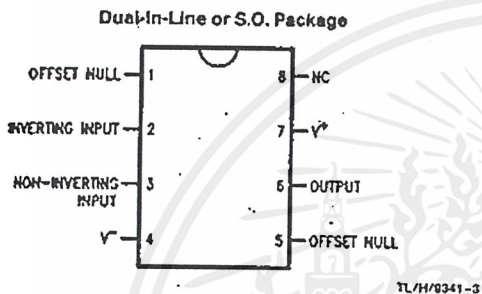 Dual-In-Line or S.O. Package
OFFSET NULL 1
8 NC
INVERTING INPUT 2
7 V+
NON-INVERTING
INPUT
3
6 OUTPUT
V− 4
5 OFFSET NULL
TL/H/9341-3